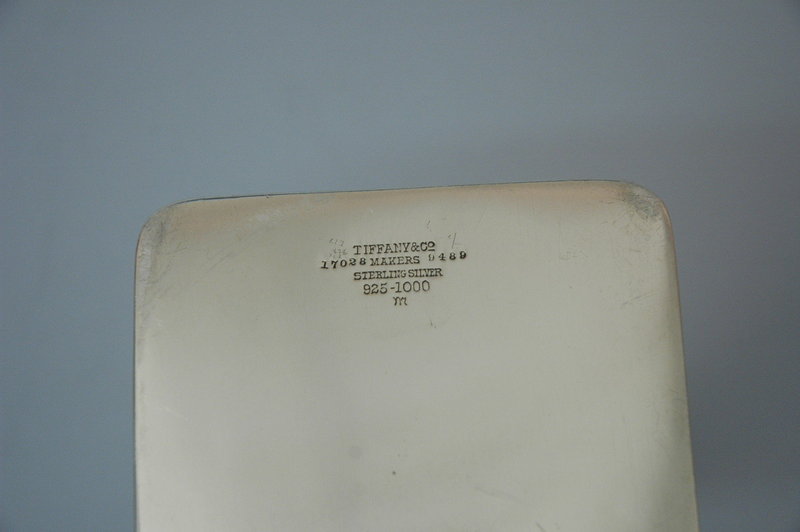 TIFFANY & CO
17028 MAKERS 9489
STERLING SILVER
925-1000
m